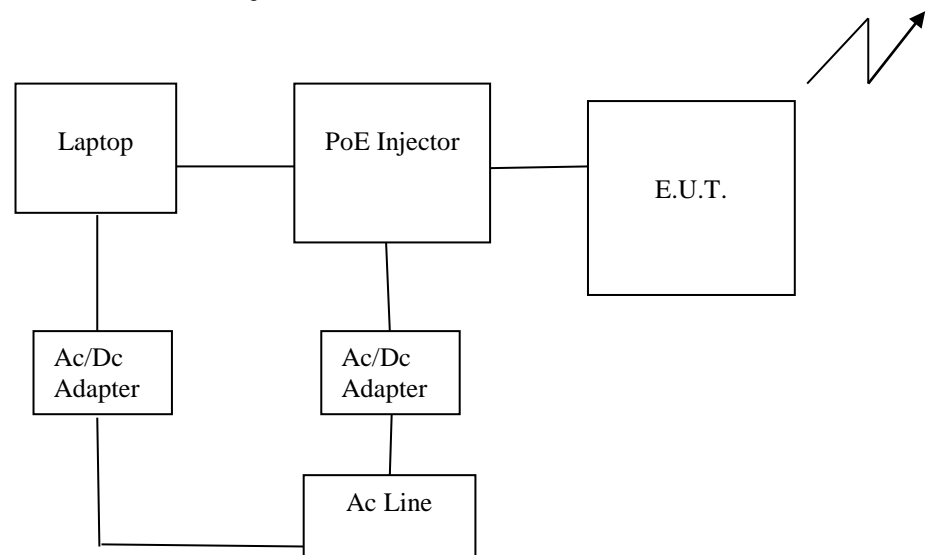 Laptop
PoE Injector
E.U.T.
Ac/Dc
Adapter
Ac/Dc
Adapter
Ac Line